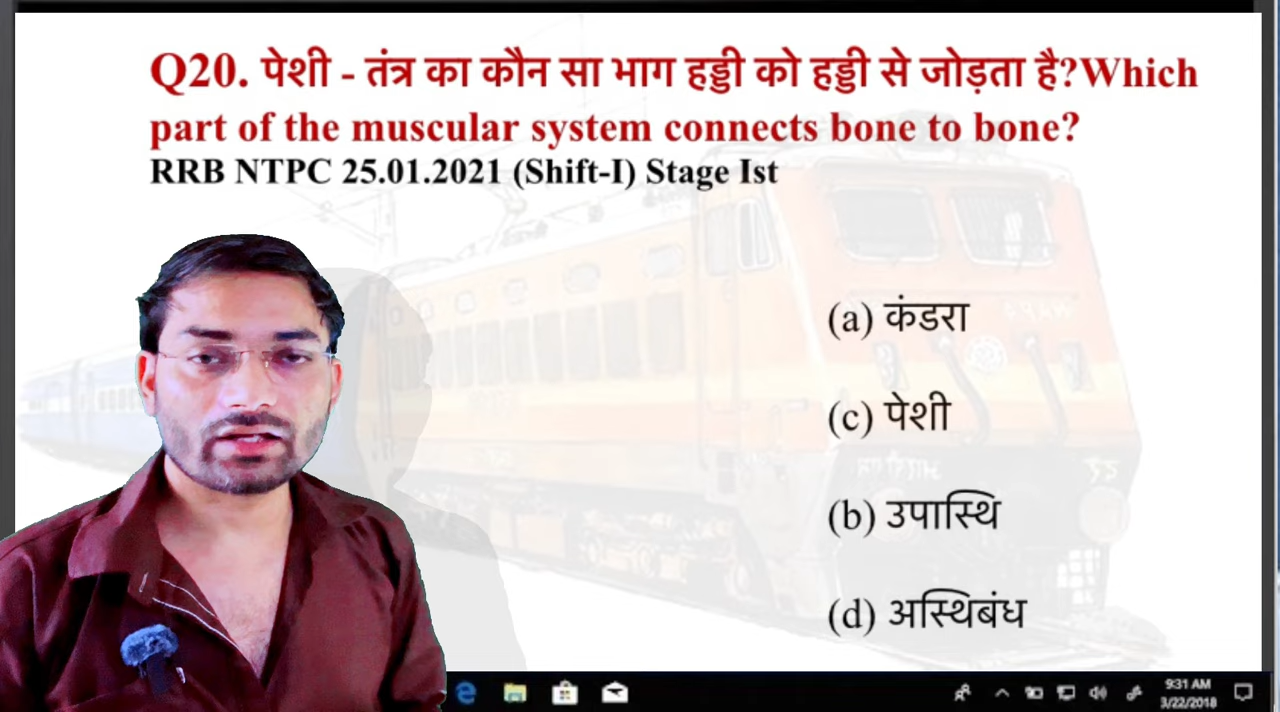 Q20. पेशी - तंत्र का कौन सा भाग हड्डी को हड्डी से जोड़ता है?Which
part of the muscular system connects bone to bone?
RRB NTPC 25.01.2021 (Shift-I) Stage Ist
(a) कंडरा
(c) पेशी
(b) उपास्थि
(d) अस्थिबंध
9:31 AM
3/22/2018